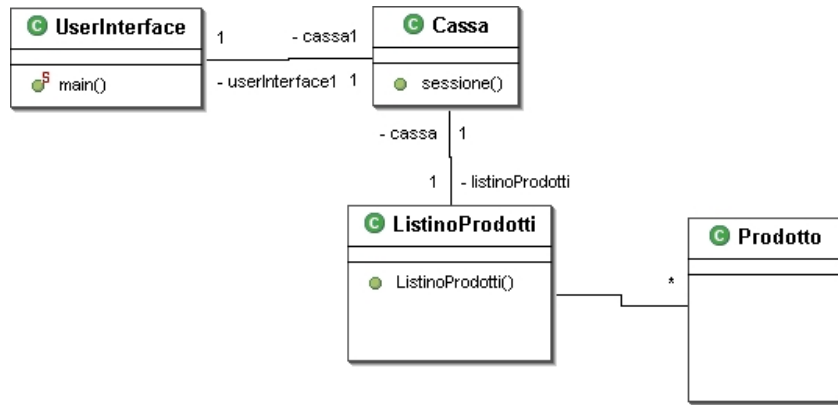 C UserInterface
S main()
1
- cassa1
- userInterface1 1
C Cassa
sessione()
- cassa 1
1 - listinoProdotti
C ListinoProdotti
ListinoProdotti()
*
C Prodotto